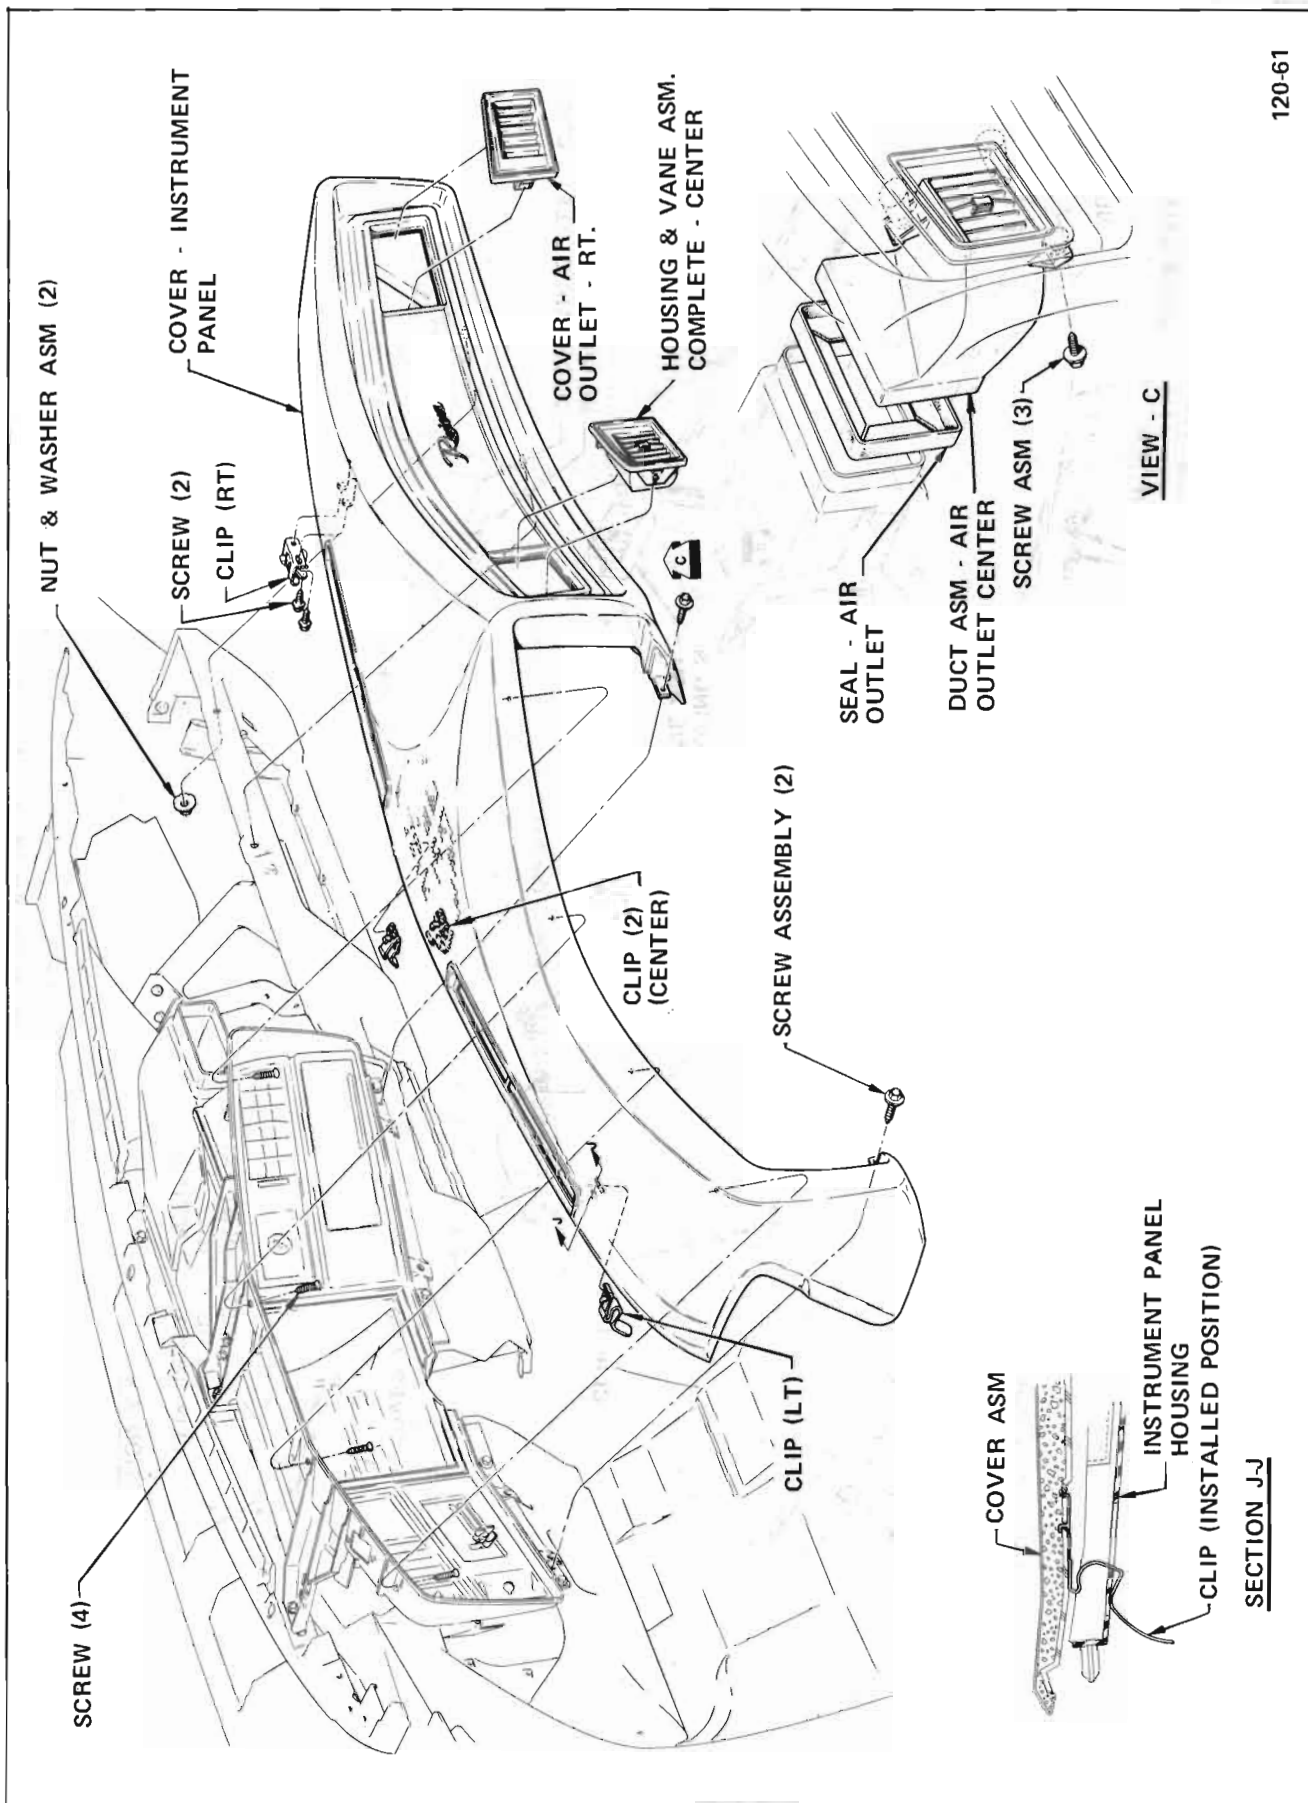 NUT & WASHER ASM (2)
COVER - INSTRUMENT
PANEL
SCREW (2)
CLIP (RT)
COVER - AIR
OUTLET - RT.
HOUSING & VANE ASM.
COMPLETE - CENTER
C
SCREW (4)
CLIP (2)
(CENTER)
SCREW ASSEMBLY (2)
CLIP (LT)
J
J
SEAL - AIR
OUTLET
DUCT ASM - AIR
OUTLET CENTER
SCREW ASM (3)
VIEW - C
COVER ASM
INSTRUMENT PANEL
HOUSING
CLIP (INSTALLED POSITION)
SECTION J-J
120-61